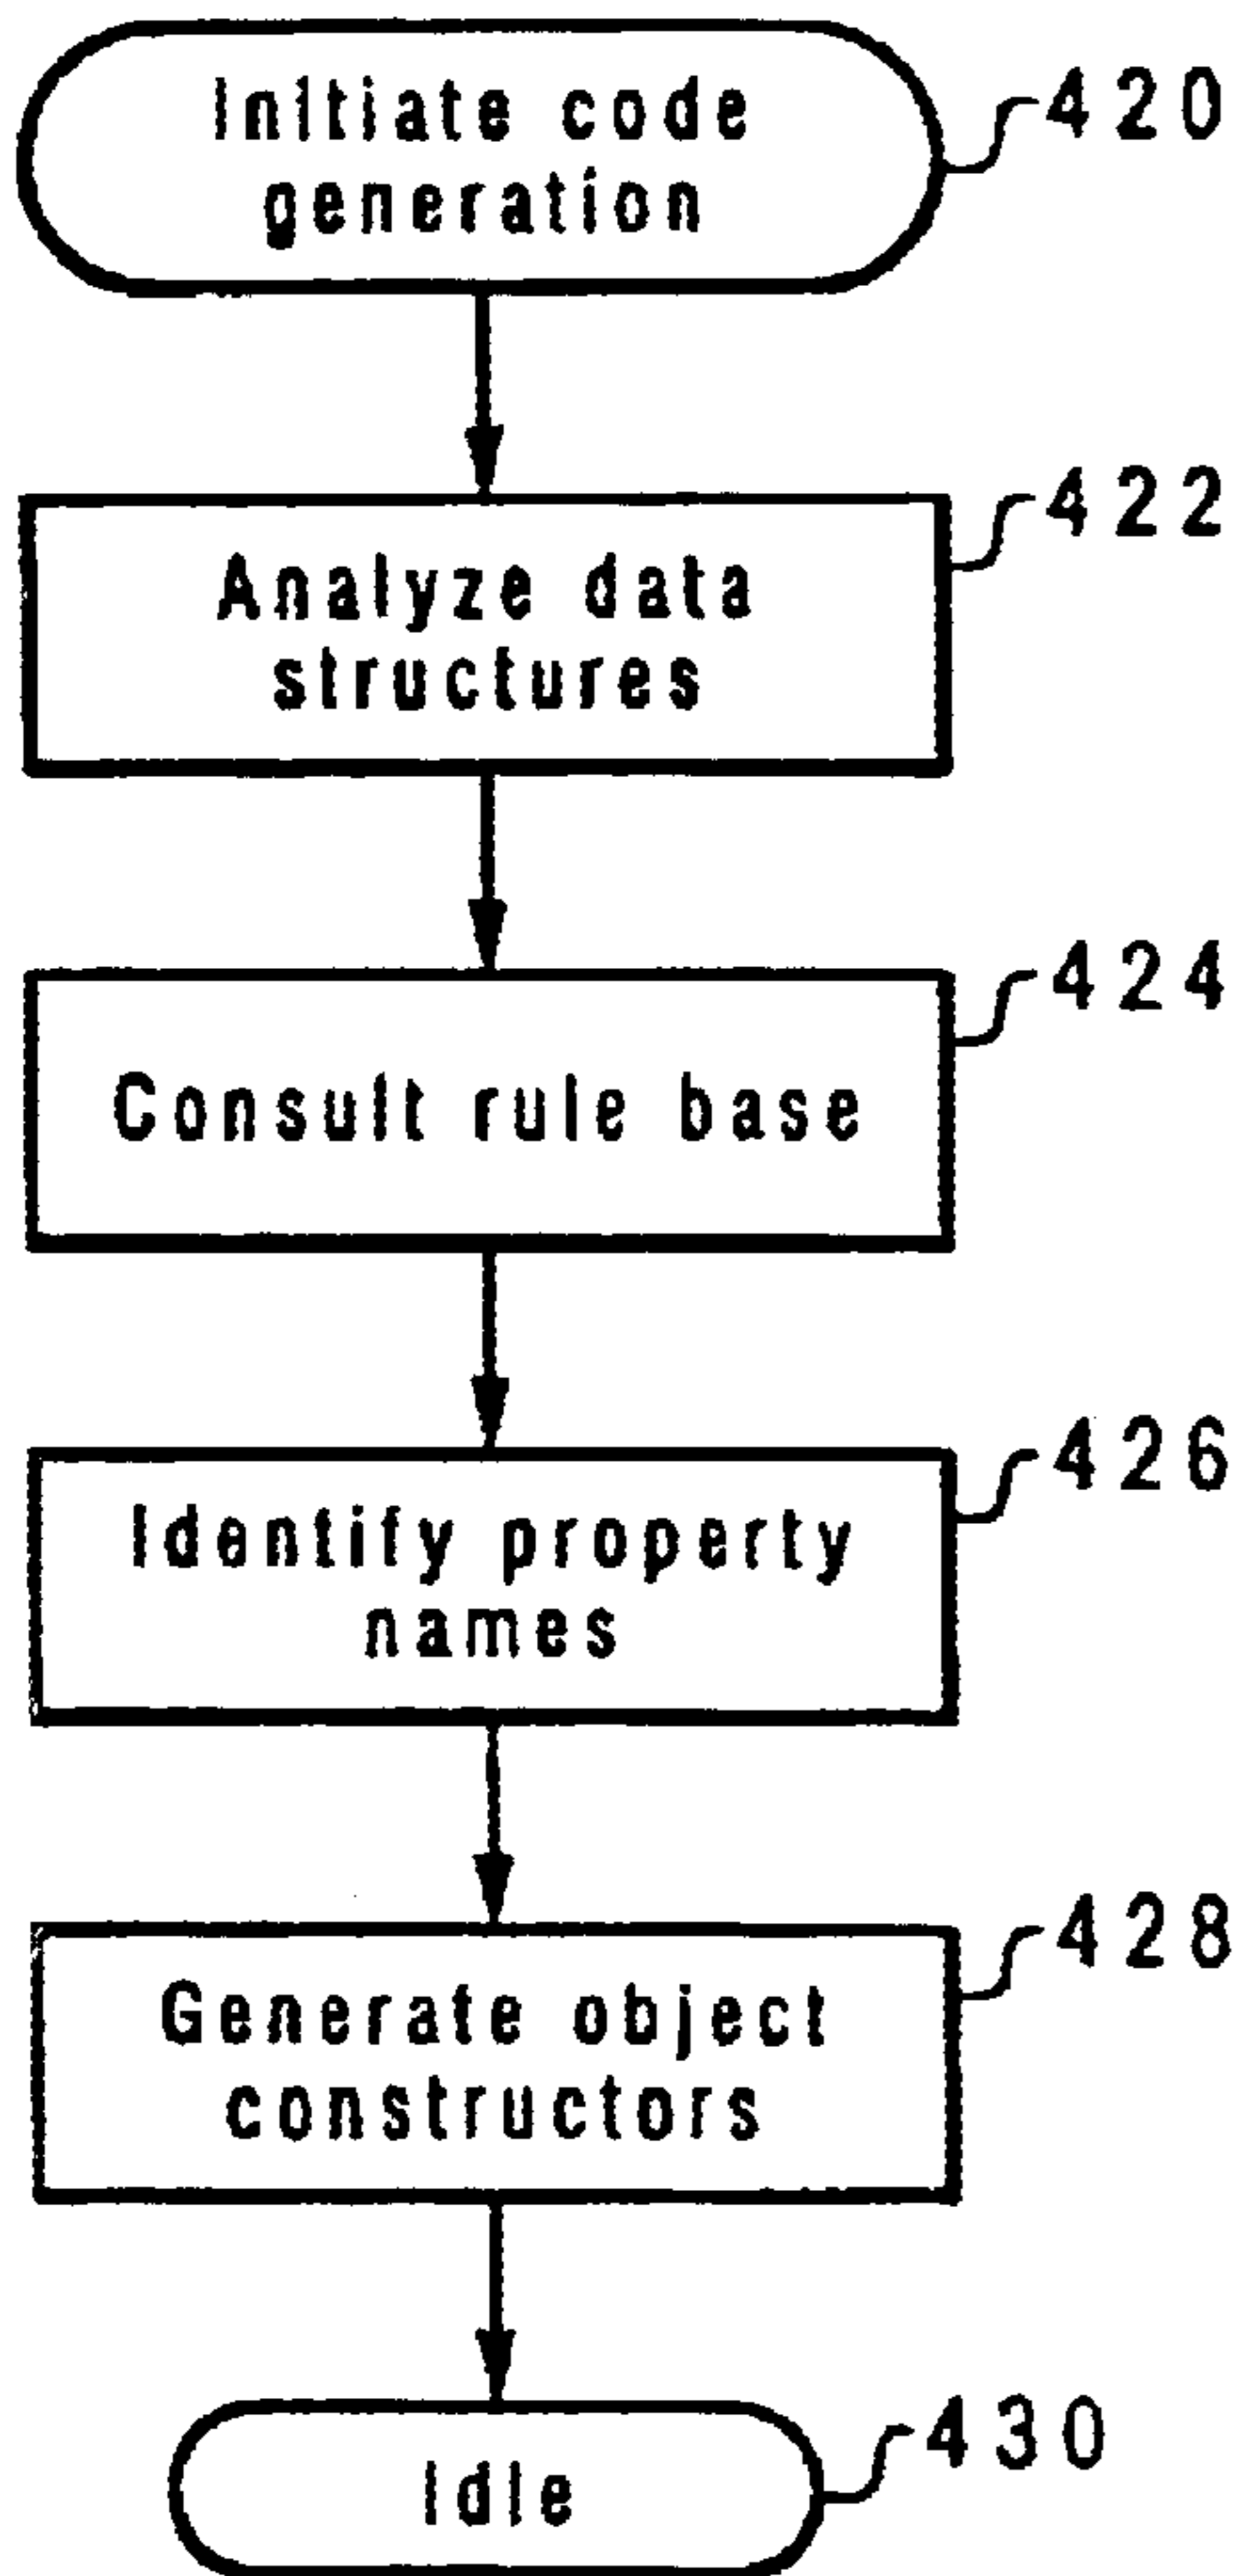 Initiate code
generation
420
Analyze data
structures
422
Consult rule base
424
Identify property
names
426
Generate object
constructors
428
Idle
430